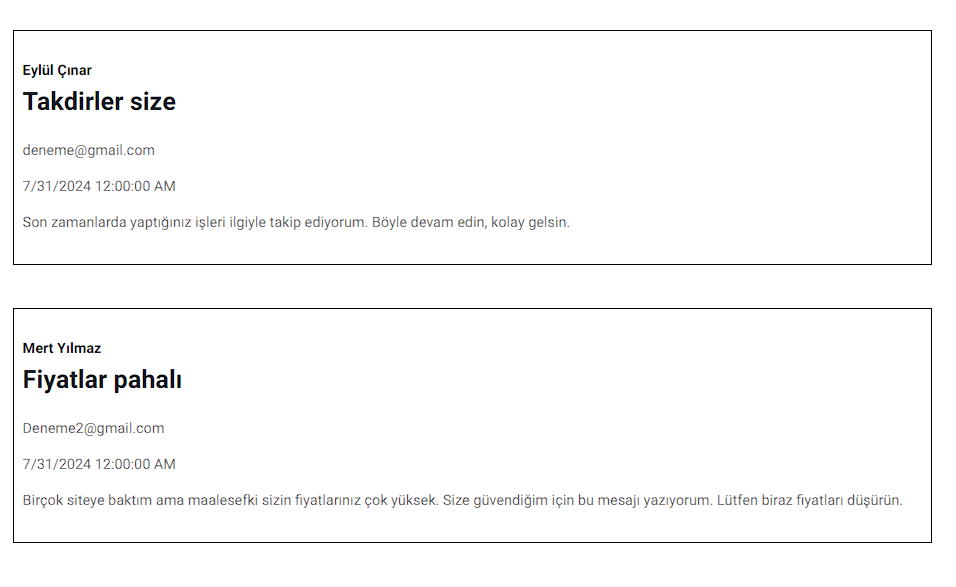 Eylül Çınar
Takdirler size
deneme@gmail.com
7/31/2024 12:00:00 AM
Son zamanlarda yaptığınız işleri ilgiyle takip ediyorum. Böyle devam edin, kolay gelsin.
Mert Yılmaz
Fiyatlar pahalı
Deneme2@gmail.com
7/31/2024 12:00:00 AM
Birçok siteye baktım ama maalesefki sizin fiyatlarınız çok yüksek. Size güvendiğim için bu mesajı yazıyorum. Lütfen biraz fiyatları düşürün.